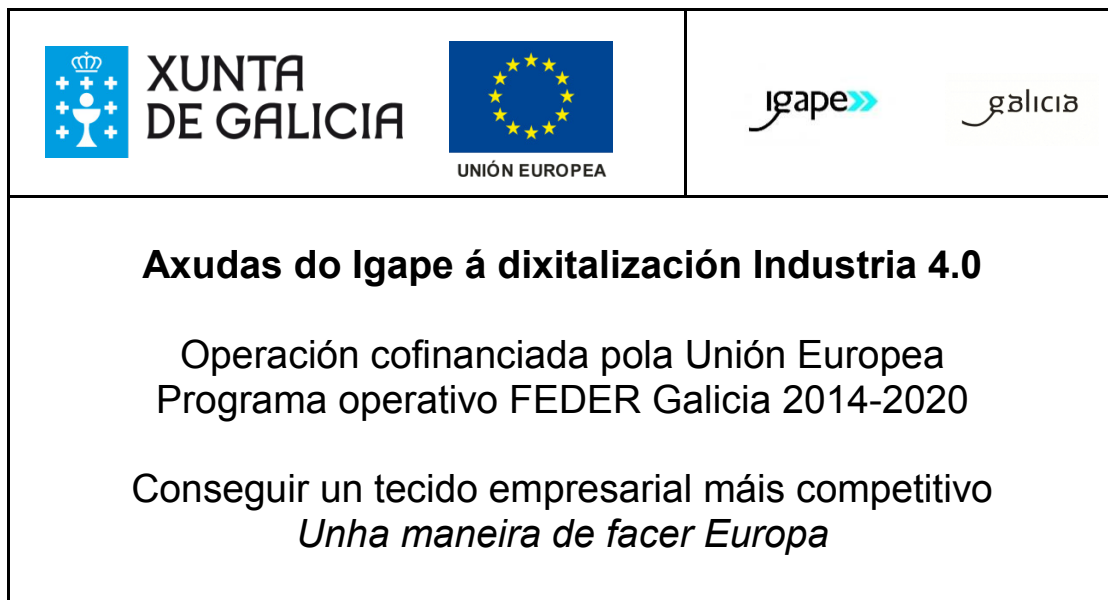 XUNTA
DE GALICIA
UNIÓN EUROPEA
igape
galicia
Axudas do Igape á dixitalización Industria 4.0
Operación cofinanciada pola Unión Europea
Programa operativo FEDER Galicia 2014-2020
Conseguir un tecido empresarial máis competitivo
Unha maneira de facer Europa